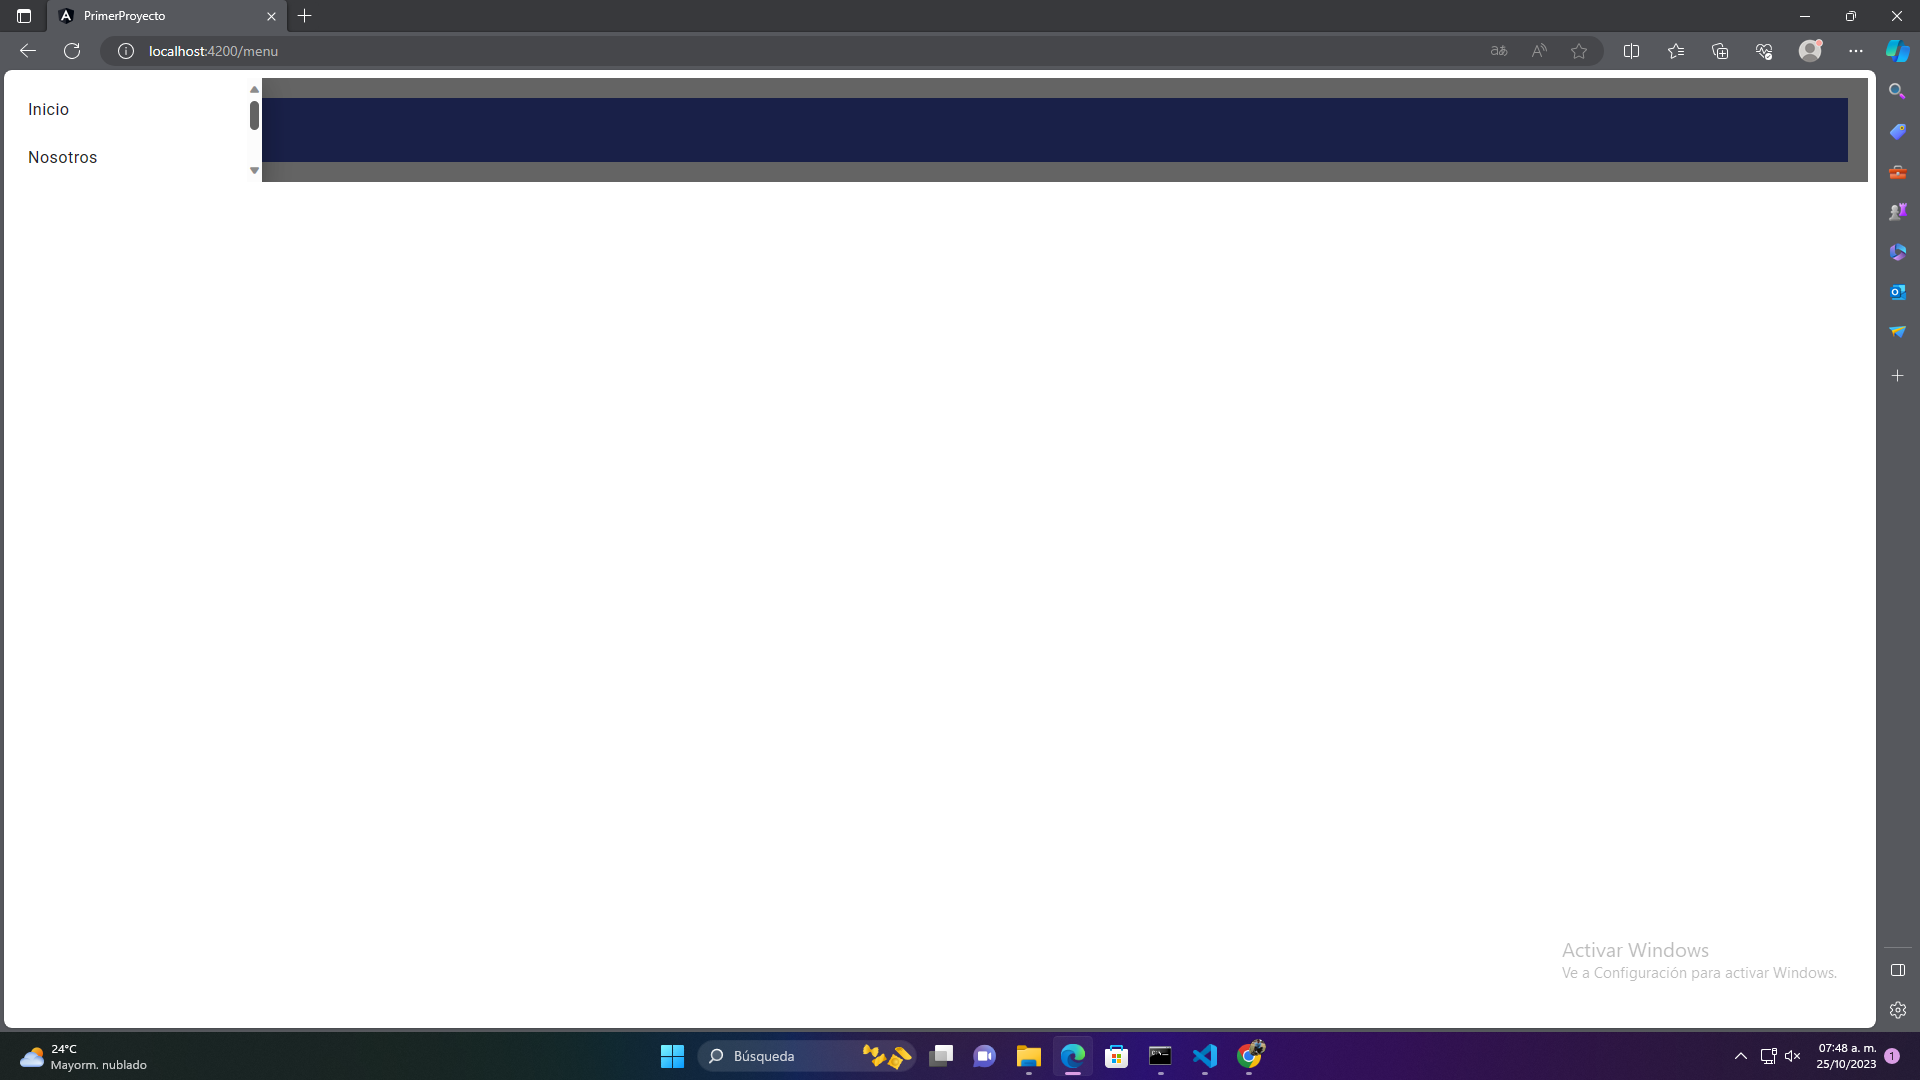 PrimerProyecto
localhost:4200/menu
Inicio
Nosotros
Activar Windows
Ve a Configuración para activar Windows.
24°C
Mayorm. nublado
Búsqueda
07:48 a. m.
25/10/2023
1